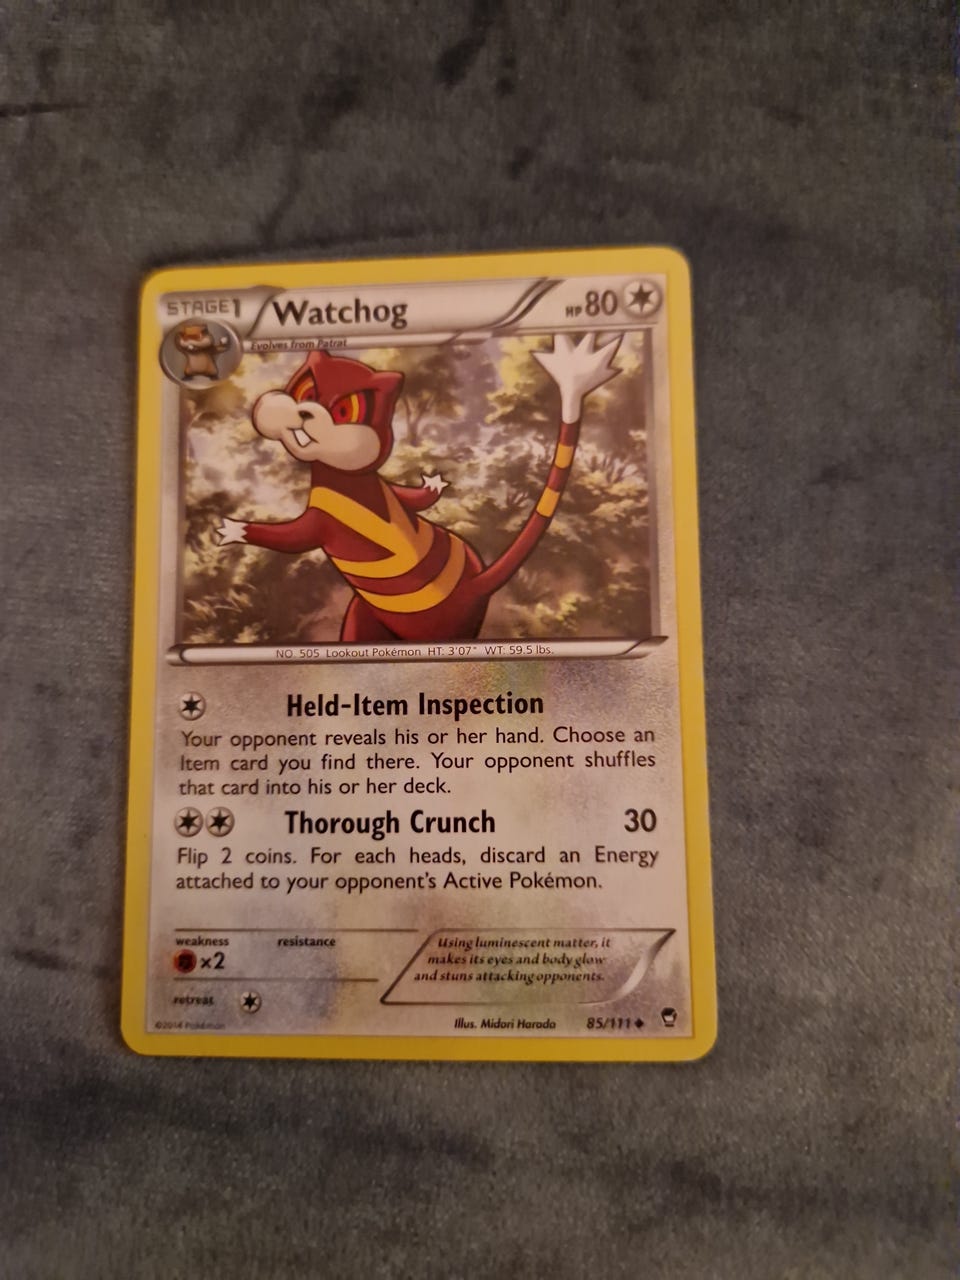 STAGE1 Watchog HP 80
Evolves from Patrat
NO. 505 Lookout Pokémon HT: 3'07" WT: 59.5 lbs.
Held-Item Inspection
Your opponent reveals his or her hand. Choose an
Item card you find there. Your opponent shuffles
that card into his or her deck.
Thorough Crunch 30
Flip 2 coins. For each heads, discard an Energy
attached to your opponent's Active Pokémon.
weakness resistance
×2
Using luminescent matter, it
makes its eyes and body glow
and stuns attacking opponents.
retreat
©2014 Pokémon Illus. Midori Harada 85/111